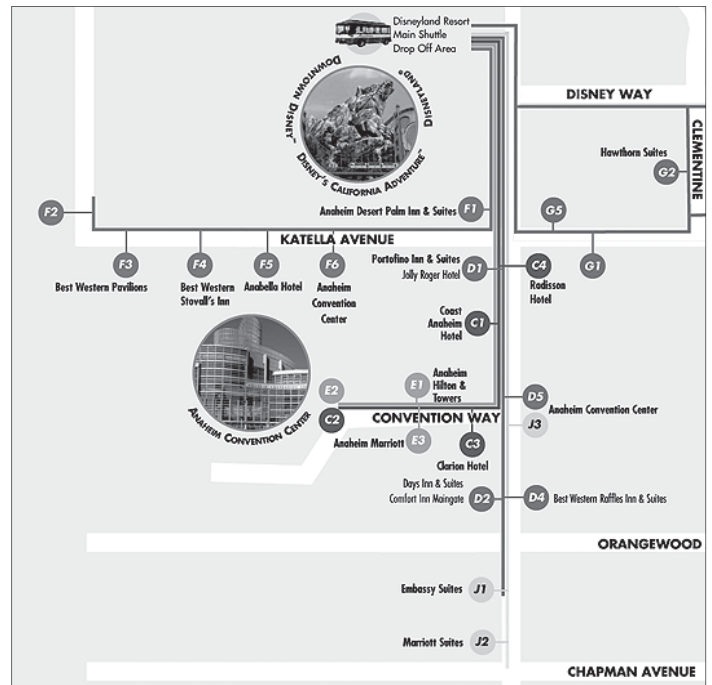 Disneyland Resort
Main Shuttle
Drop Off Area
DOWNTOWN DISNEY™
DISNEYLAND®
DISNEY'S CALIFORNIA ADVENTURE™
DISNEY WAY
CLEMENTINE
Hawthorn Suites
G2
F2
Anaheim Desert Palm Inn & Suites
F1
G5
KATELLA AVENUE
F3
F4
F5
F6
Portofino Inn & Suites
Jolly Roger Hotel
D1
C4
G1
Best Western Pavilions
Best Western
Stovall's Inn
Anabella Hotel
Anaheim
Convention
Center
Radisson
Hotel
Coast
Anaheim
Hotel
C1
ANAHEIM CONVENTION CENTER
E2
C2
E1
Anaheim
Hilton &
Towers
D5
Anaheim Convention Center
J3
CONVENTION WAY
Anaheim Marriott
E3
C3
Clarion Hotel
Days Inn & Suites
Comfort Inn Maingate
D2
D4
Best Western Raffles Inn & Suites
ORANGEWOOD
Embassy Suites
J1
Marriott Suites
J2
CHAPMAN AVENUE